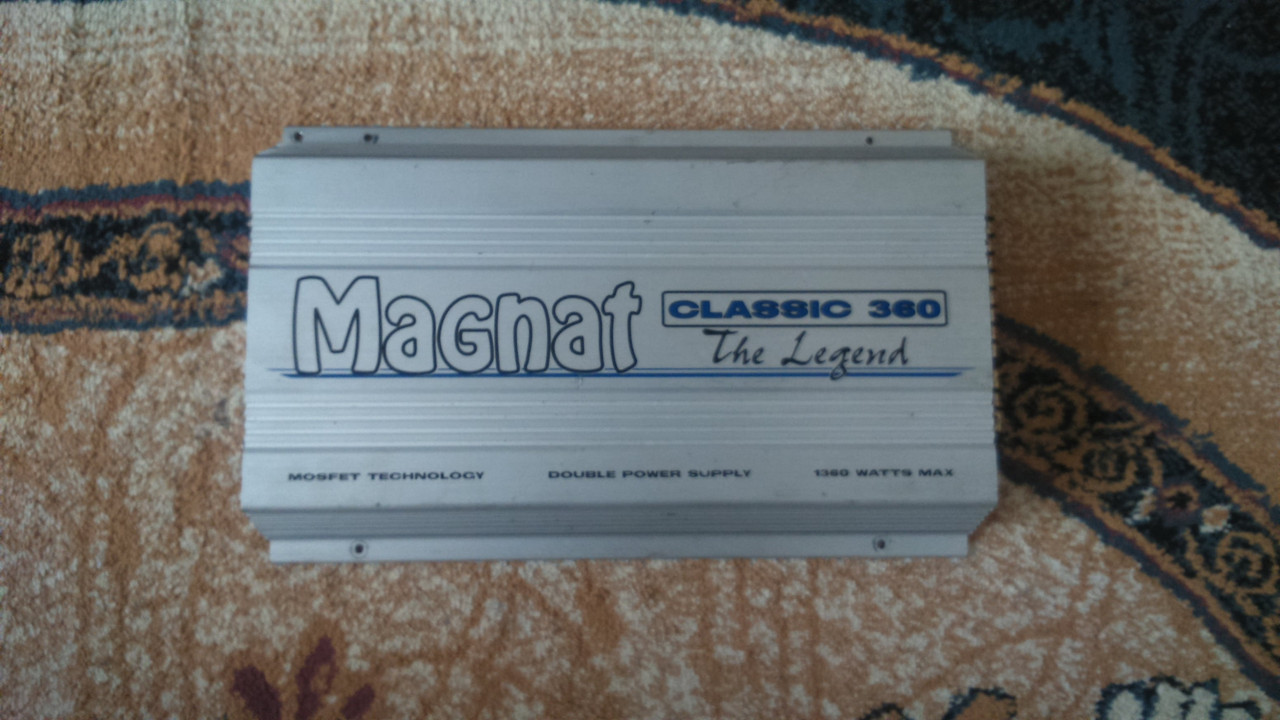 Magnat
CLASSIC 360
The Legend
MOSFET TECHNOLOGY
DOUBLE POWER SUPPLY
1360 WATTS MAX